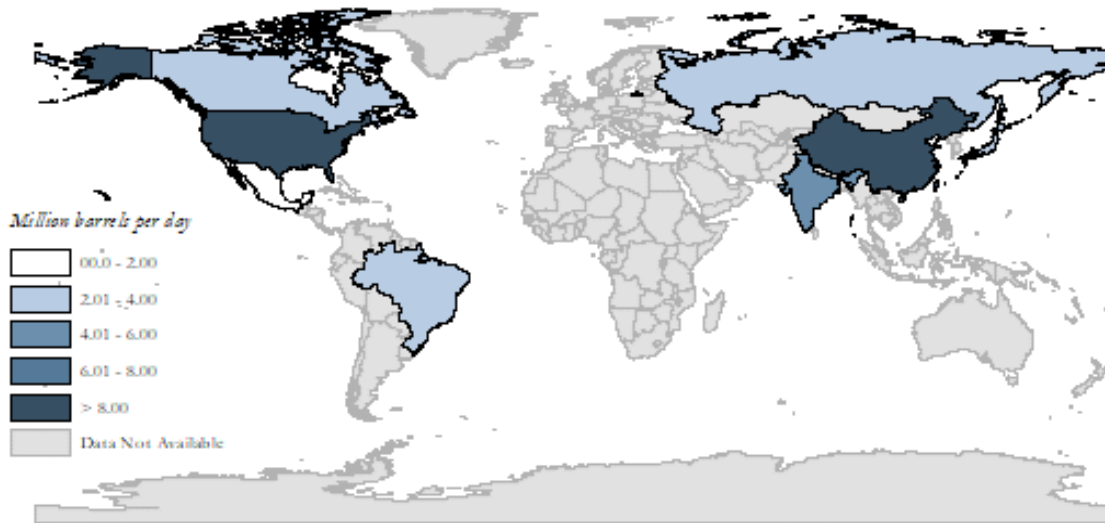 Million barrels per day
00.0 - 2.00
2.01 - 4.00
4.01 - 6.00
6.01 - 8.00
> 8.00
Data Not Available